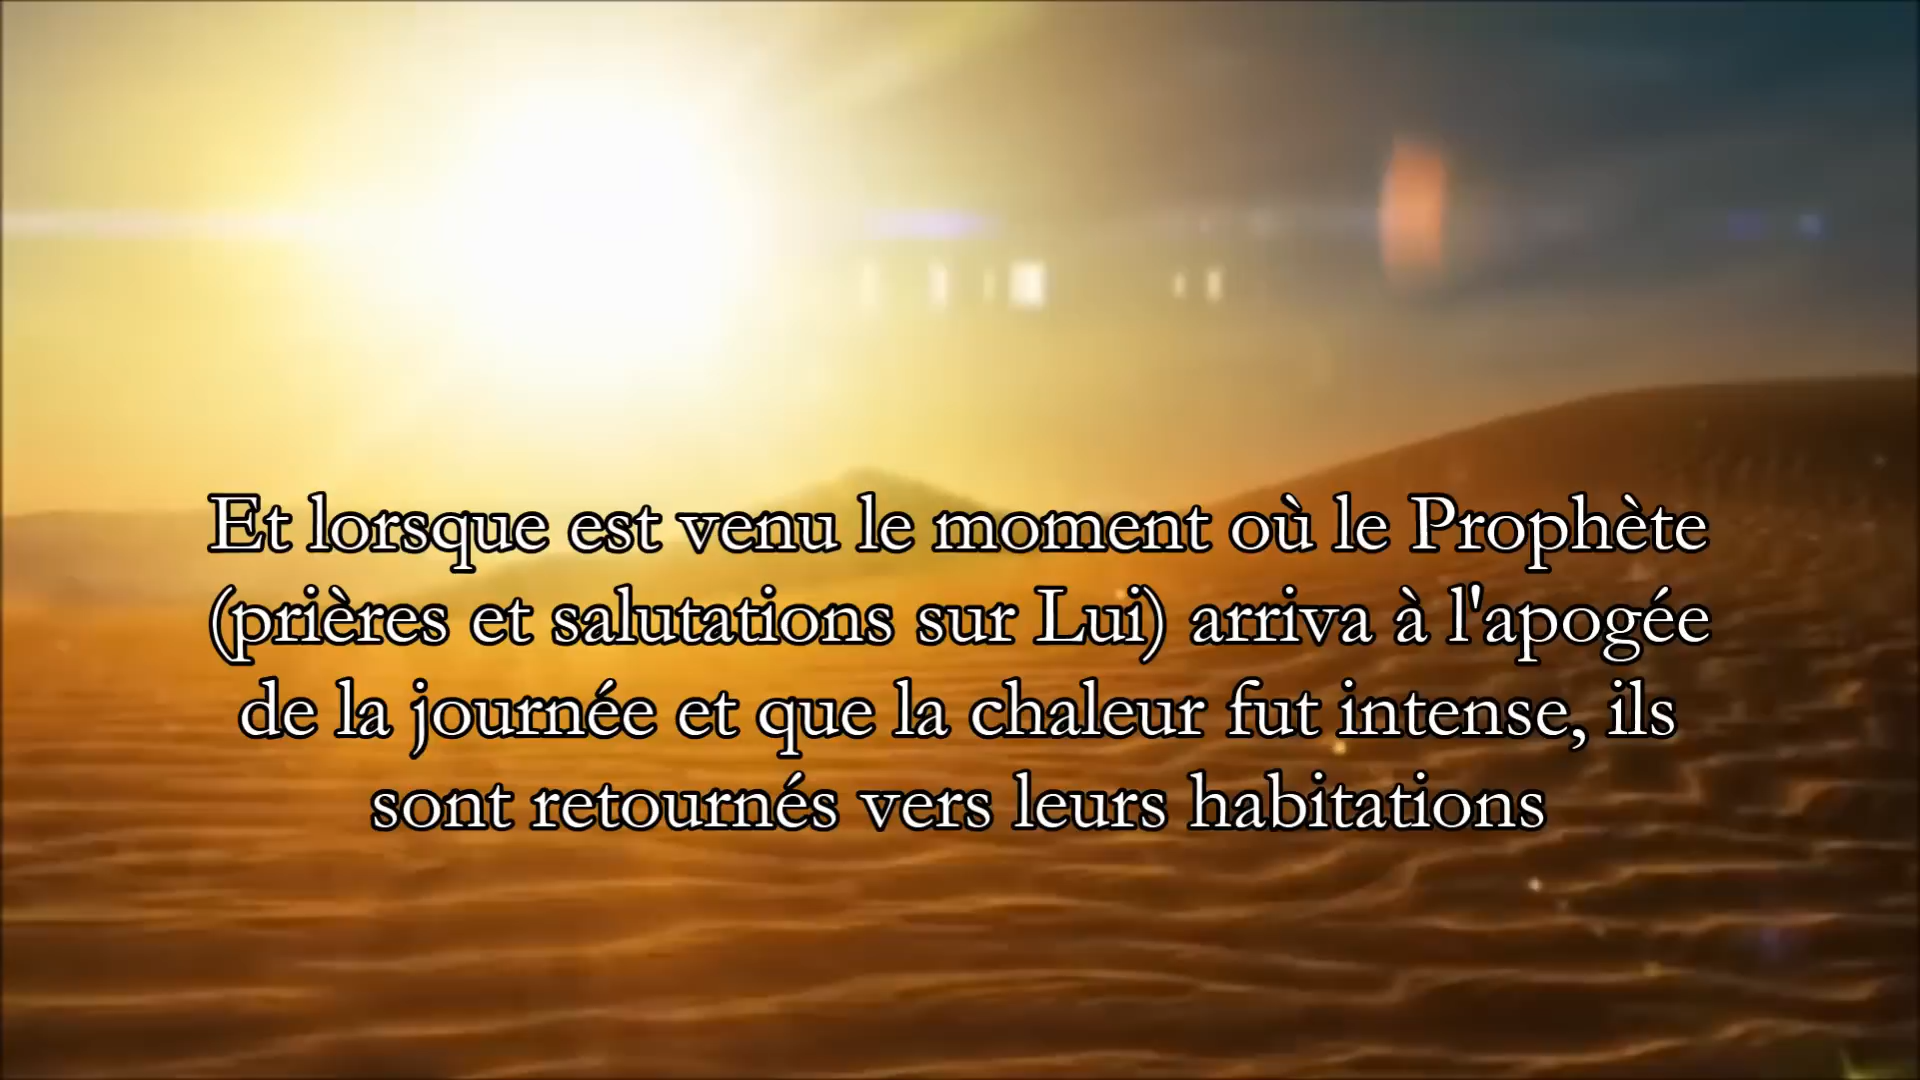 Et lorsque est venu le moment où le Prophète
(prières et salutations sur Lui) arriva à l'apogée
de la journée et que la chaleur fut intense, ils
sont retournés vers leurs habitations